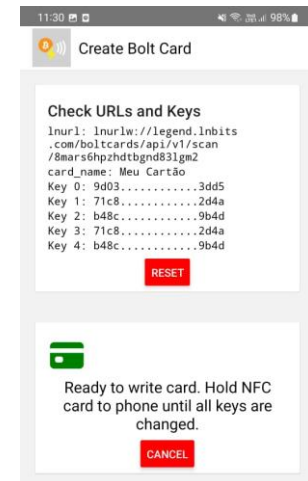 11:30
98%
Create Bolt Card
Check URLs and Keys
lnurl: lnurlw://legend.lnbits
.com/boltcards/api/v1/scan
/8mars6hpzhdtbgnd83lgm2
card_name: Meu Cartão
Key 0: 9d03............3dd5
Key 1: 71c8............2d4a
Key 2: b48c............9b4d
Key 3: 71c8............2d4a
Key 4: b48c............9b4d
RESET
Ready to write card. Hold NFC
card to phone until all keys are
changed.
CANCEL